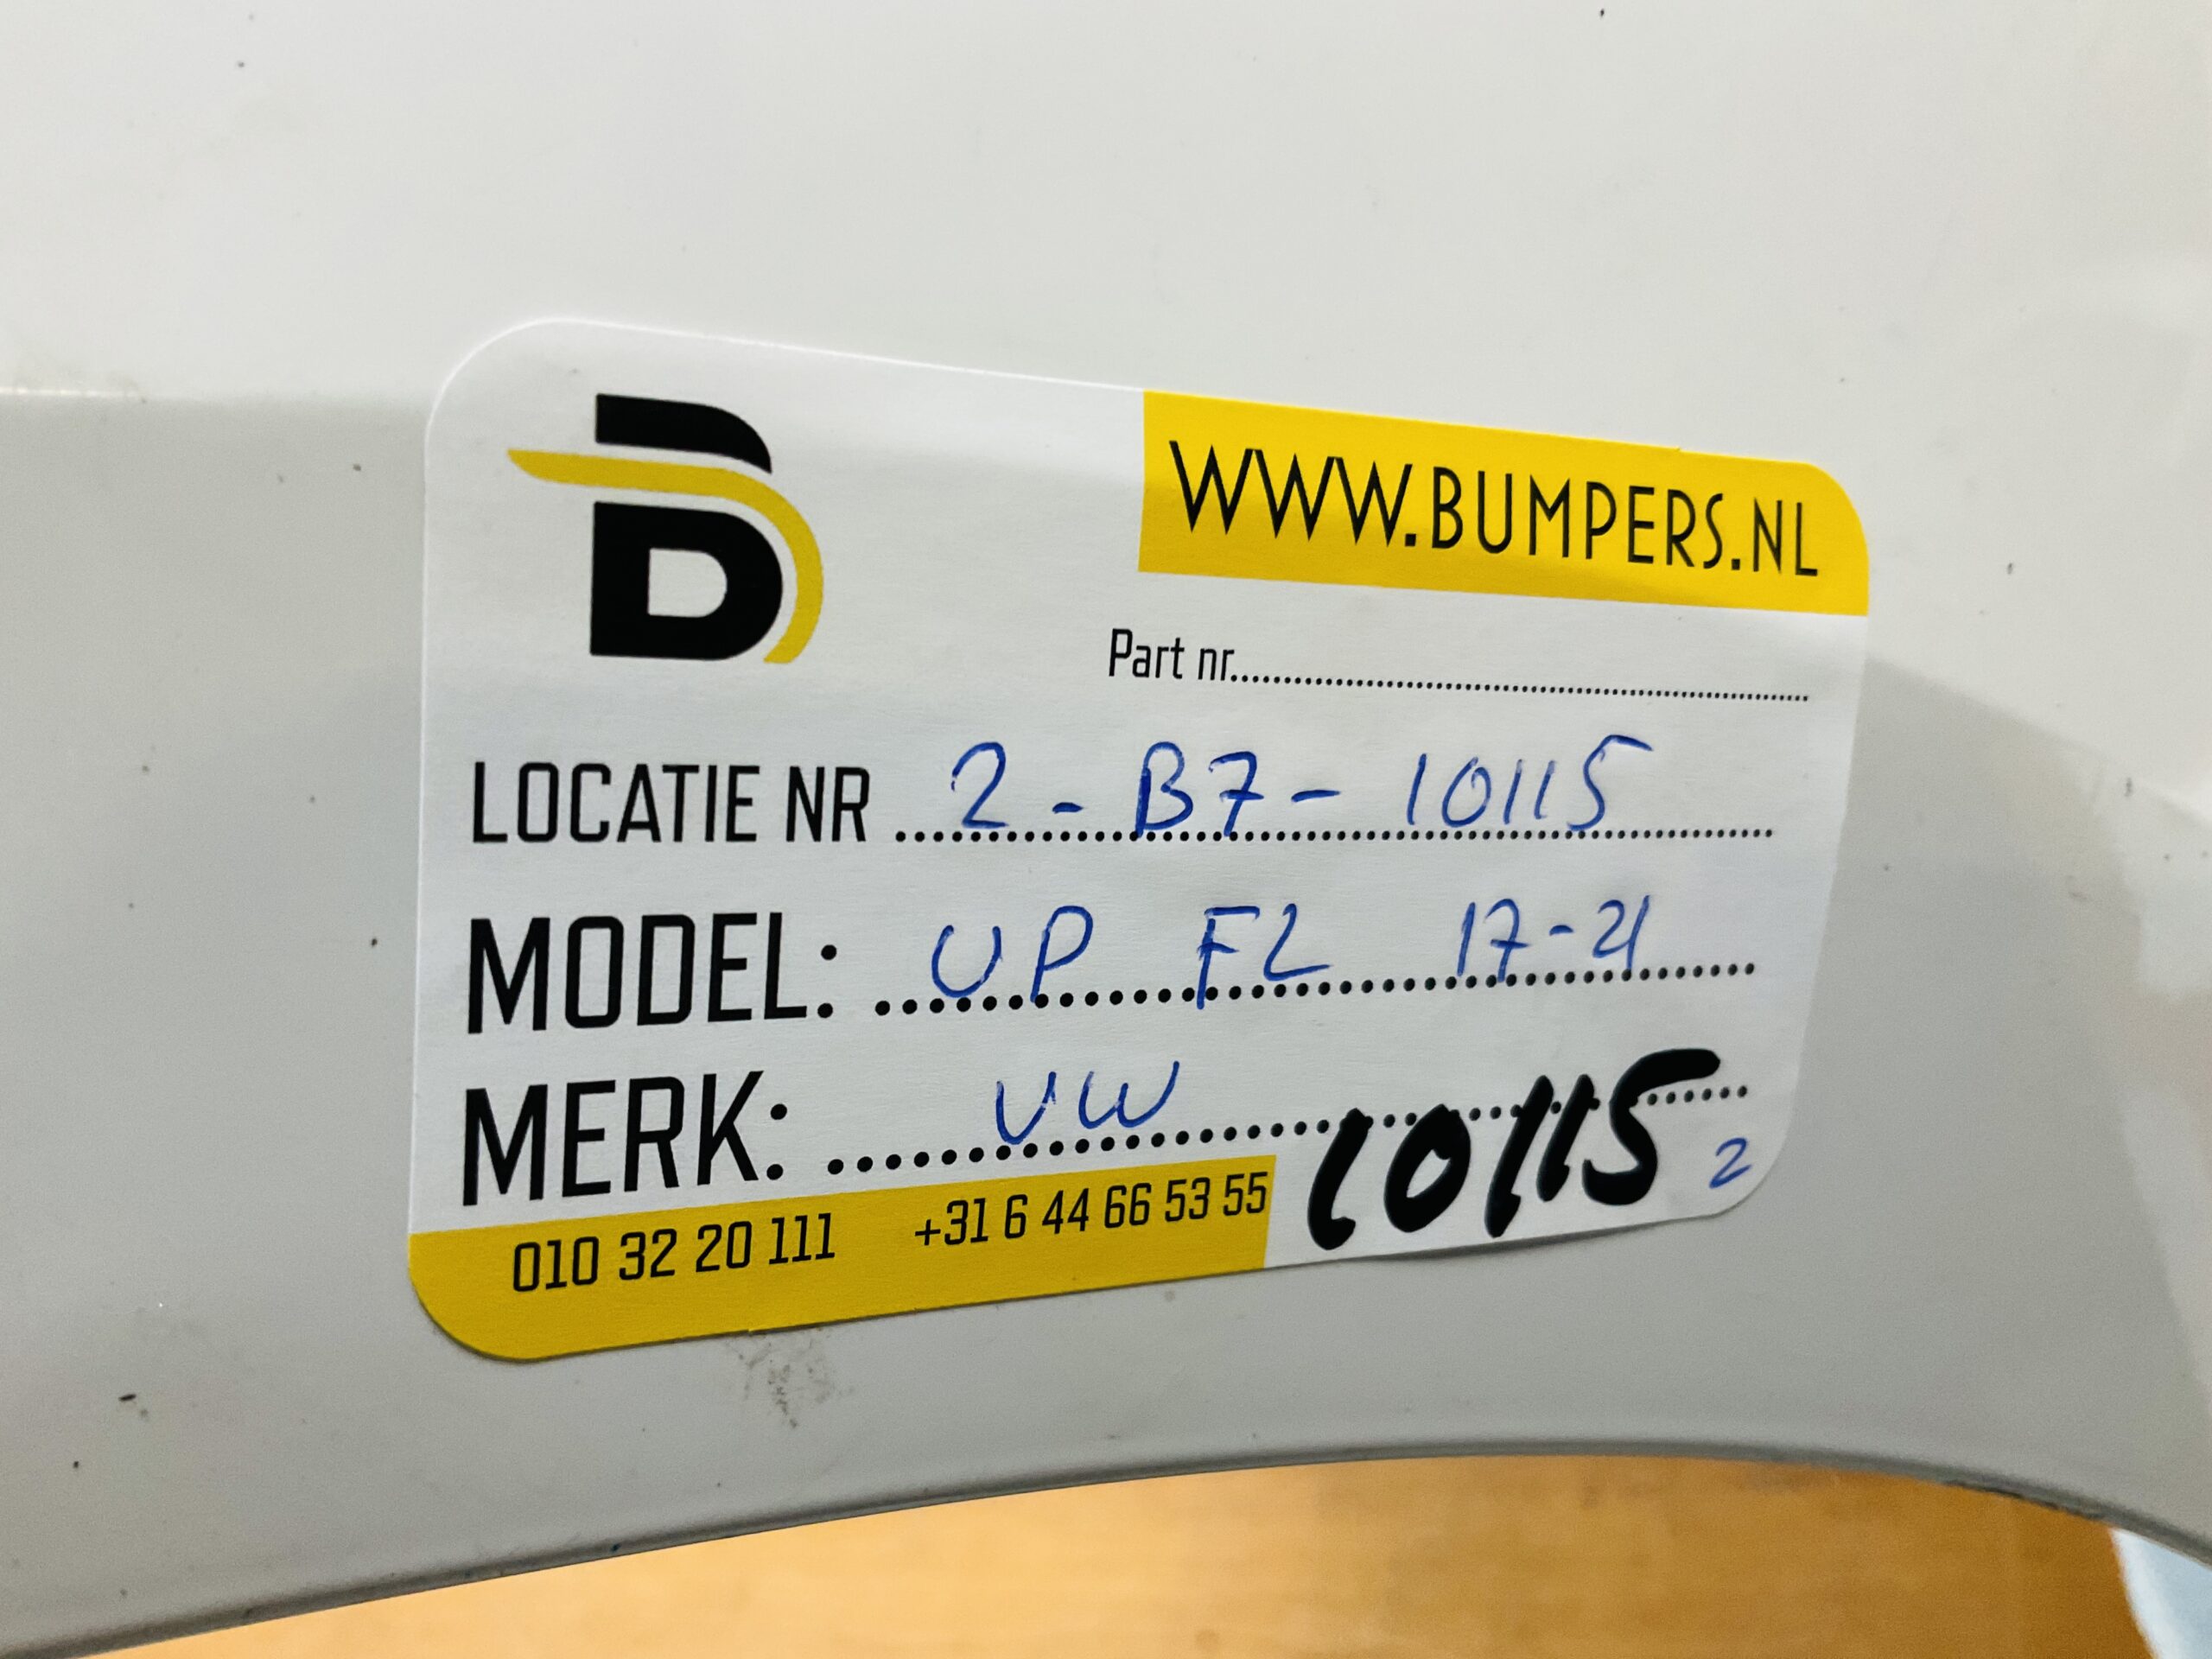 B
WWW.BUMPERS.NL
Part nr..........
LOCATIE NR 2 - B7 - 10115
MODEL: UP FL 17-21
MERK: VW
10115 2
010 32 20 111 +31 6 44 66 53 55